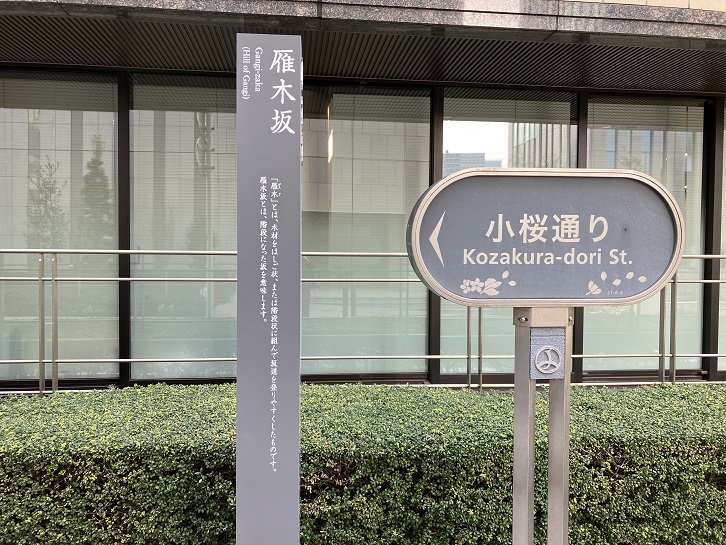 雁木坂
Gangi-zaka
(Hill of Gangi)
「雁木」とは、木材をはしご状、または階段状に組んで坂道を登りやすくしたものです。
雁木坂とは、階段になった坂を意味します。
小桜通り
Kozakura-dori St.